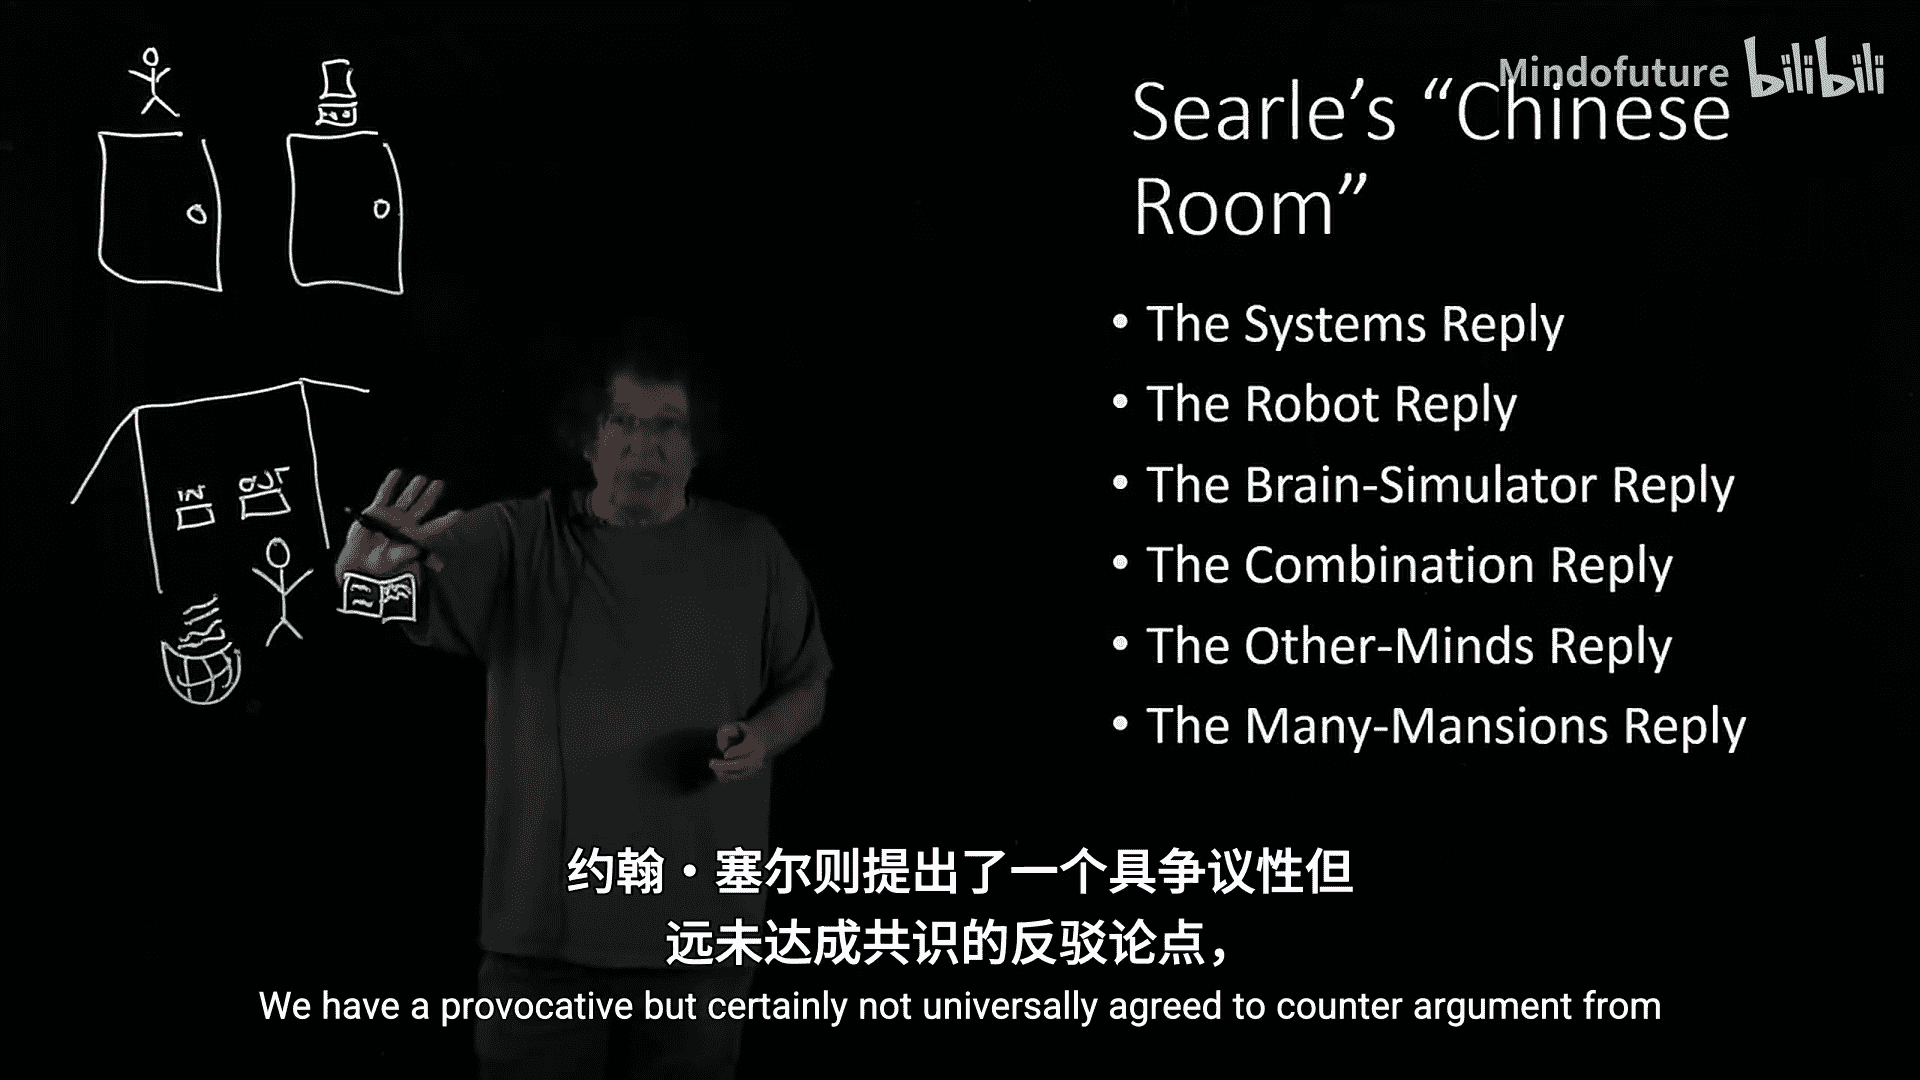 Mindofuture bilibili
Searle's “Chinese
Room”
• The Systems Reply
• The Robot Reply
• The Brain-Simulator Reply
• The Combination Reply
• The Other-Minds Reply
• The Many-Mansions Reply
IN OUT
约翰·塞尔则提出了一个具争议性但
远未达成共识的反驳论点，
We have a provocative but certainly not universally agreed to counter argument from